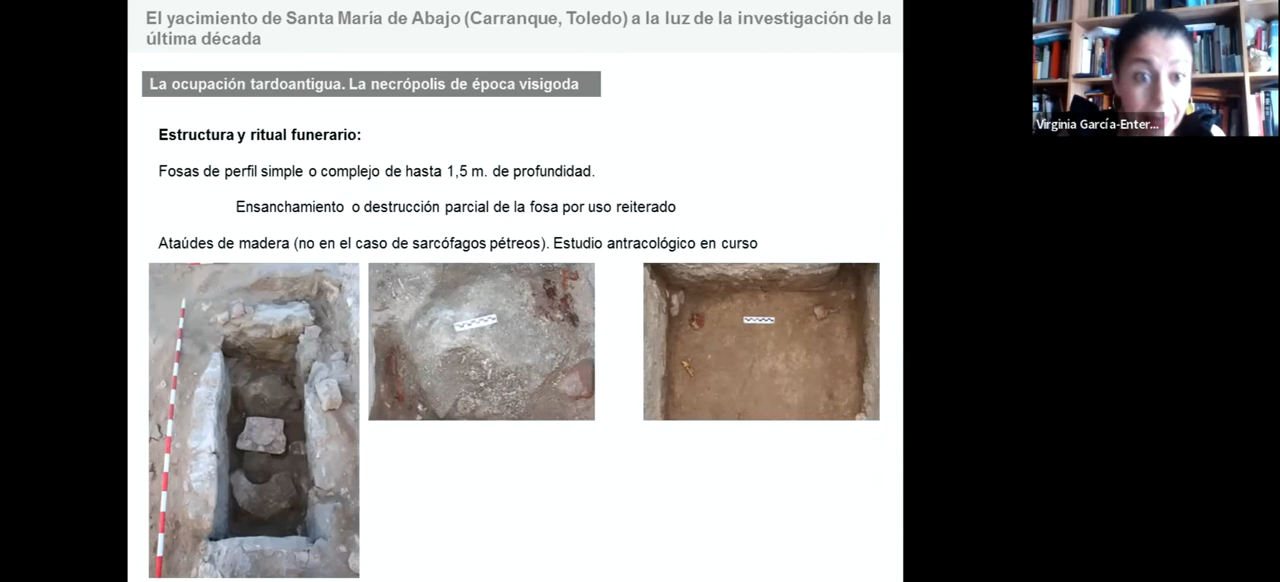 El yacimiento de Santa María de Abajo (Carranque, Toledo) a la luz de la investigación de la
última década
La ocupación tardoantigua. La necrópolis de época visigoda
Estructura y ritual funerario:
Fosas de perfil simple o complejo de hasta 1,5 m. de profundidad.
Ensanchamiento o destrucción parcial de la fosa por uso reiterado
Ataúdes de madera (no en el caso de sarcófagos pétreos). Estudio antracológico en curso
Virginia García-Enter...